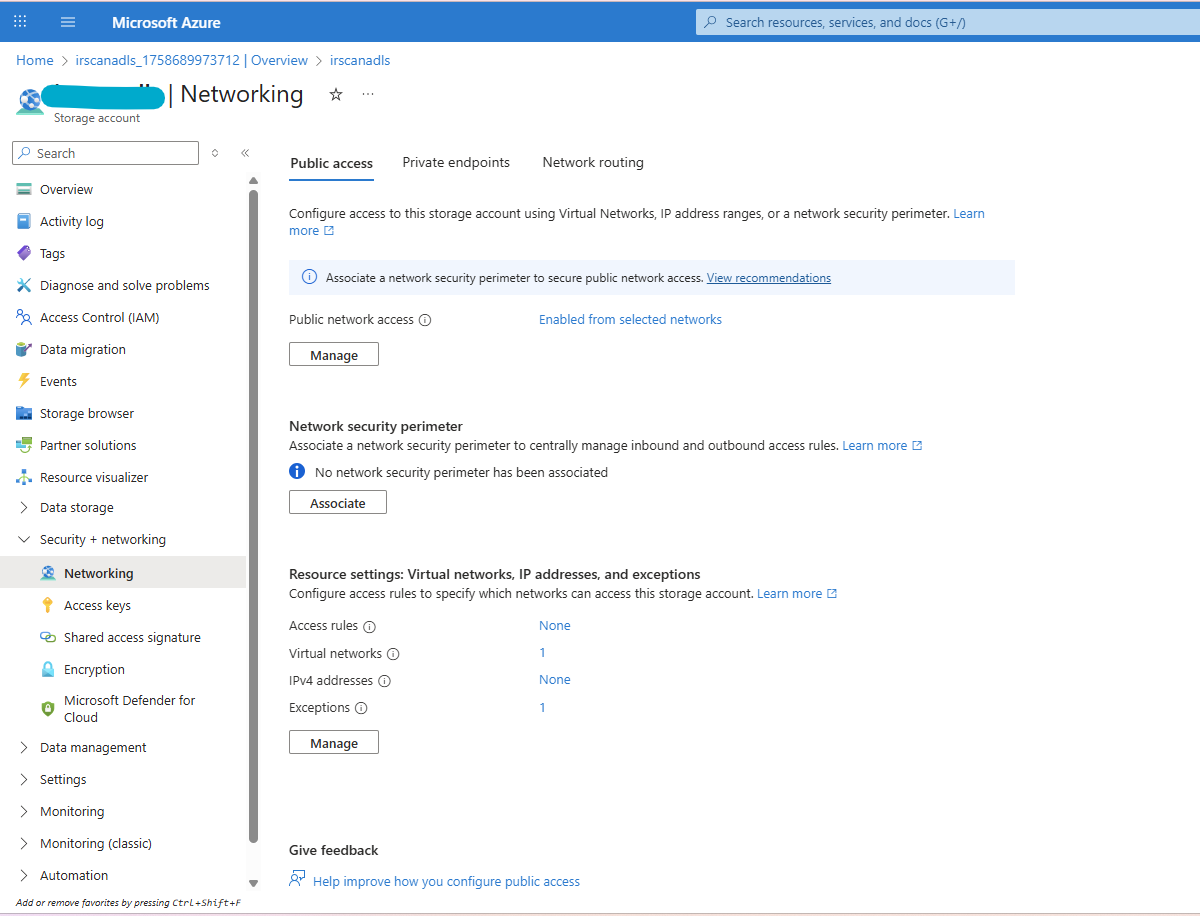 Microsoft Azure
Search resources, services, and docs (G+/)
Home > irscanadls_1758689973712 | Overview > irscanadls
| Networking
Storage account
Search
Overview
Activity log
Tags
Diagnose and solve problems
Access Control (IAM)
Data migration
Events
Storage browser
Partner solutions
Resource visualizer
Data storage
Security + networking
Networking
Access keys
Shared access signature
Encryption
Microsoft Defender for
Cloud
Data management
Settings
Monitoring
Monitoring (classic)
Automation
Add or remove favorites by pressing Ctrl+Shift+F
Public access Private endpoints Network routing
Configure access to this storage account using Virtual Networks, IP address ranges, or a network security perimeter. Learn
more
Associate a network security perimeter to secure public network access. View recommendations
Public network access Enabled from selected networks
Manage
Network security perimeter
Associate a network security perimeter to centrally manage inbound and outbound access rules. Learn more
No network security perimeter has been associated
Associate
Resource settings: Virtual networks, IP addresses, and exceptions
Configure access rules to specify which networks can access this storage account. Learn more
Access rules None
Virtual networks 1
IPv4 addresses None
Exceptions 1
Manage
Give feedback
Help improve how you configure public access